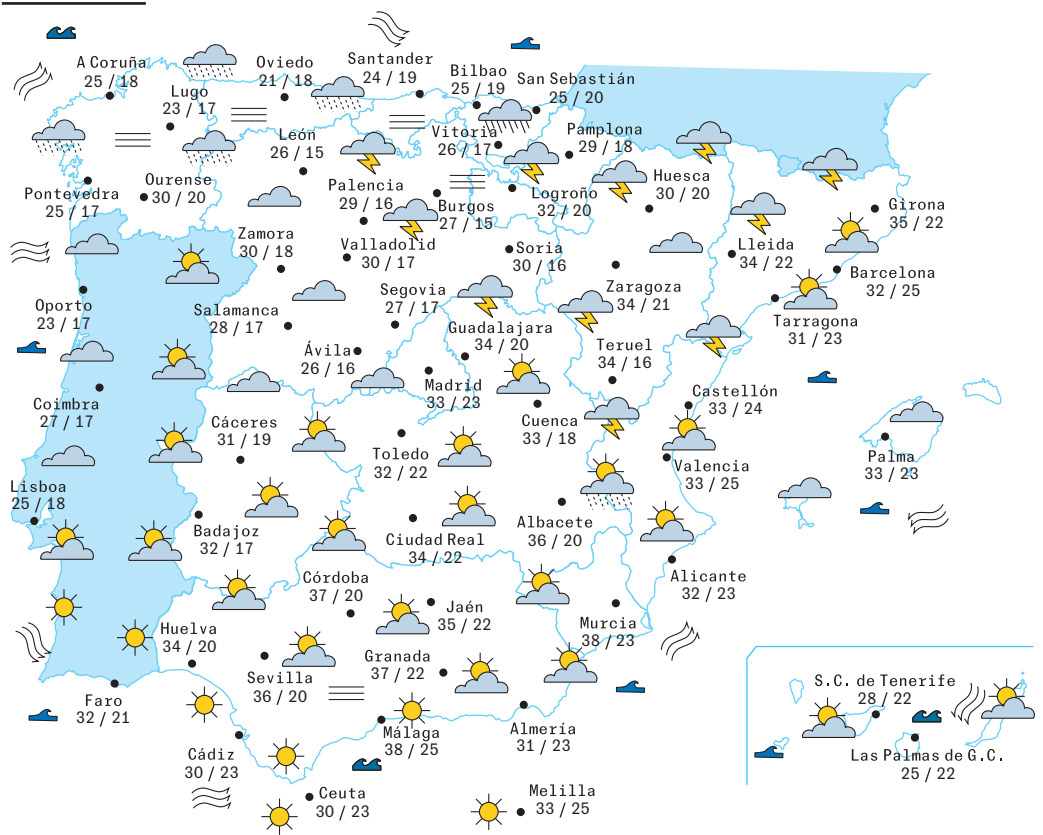 A Coruña
25 / 18
Lugo
23 / 17
Oviedo
21 / 18
Santander
24 / 19
Bilbao
25 / 19
San Sebastián
25 / 20
Vitoria
26 / 17
Pamplona
29 / 18
León
26 / 15
Pontevedra
25 / 17
Ourense
30 / 20
Palencia
29 / 16
Burgos
27 / 15
Logroño
32 / 20
Huesca
30 / 20
Girona
35 / 22
Zamora
30 / 18
Valladolid
30 / 17
Soria
30 / 16
Lleida
34 / 22
Barcelona
32 / 25
Oporto
23 / 17
Salamanca
28 / 17
Segovia
27 / 17
Zaragoza
34 / 21
Tarragona
31 / 23
Guadalajara
34 / 20
Ávila
26 / 16
Teruel
34 / 16
Madrid
33 / 23
Castellón
33 / 24
Coimbra
27 / 17
Cáceres
31 / 19
Cuenca
33 / 18
Toledo
32 / 22
Valencia
33 / 25
Palma
33 / 23
Lisboa
25 / 18
Badajoz
32 / 17
Ciudad Real
34 / 22
Albacete
36 / 20
Alicante
32 / 23
Córdoba
37 / 20
Jaén
35 / 22
Murcia
38 / 23
Huelva
34 / 20
Sevilla
36 / 20
Granada
37 / 22
Faro
32 / 21
Málaga
38 / 25
Almería
31 / 23
Cádiz
30 / 23
Ceuta
30 / 23
Melilla
33 / 25
S.C. de Tenerife
28 / 22
Las Palmas de G.C.
25 / 22